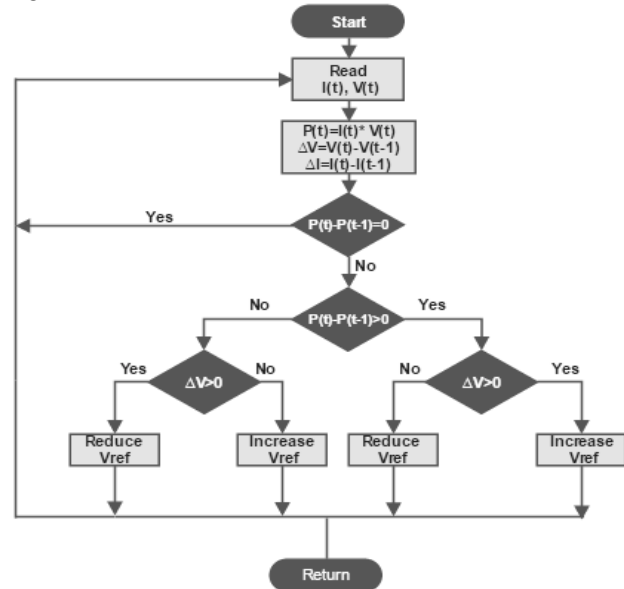 Start
Read
I(t), V(t)
P(t)=I(t)* V(t)
ΔV=V(t)-V(t-1)
ΔI=I(t)-I(t-1)
Yes
P(t)-P(t-1)=0
No
No
P(t)-P(t-1)>0
Yes
Yes
ΔV>0
No
No
ΔV>0
Yes
Reduce
Vref
Increase
Vref
Reduce
Vref
Increase
Vref
Return